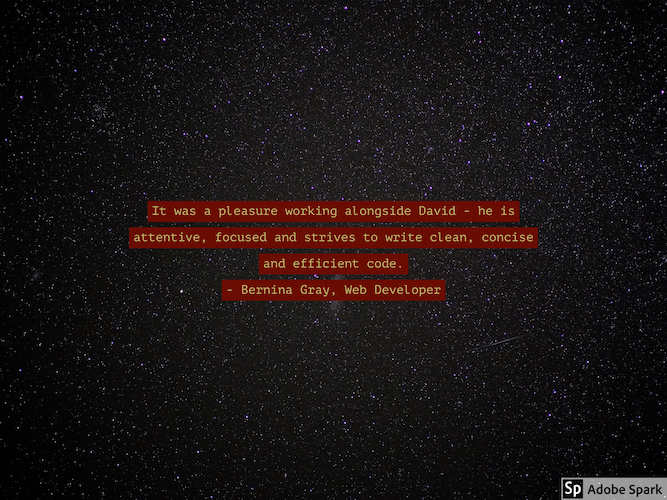 It was a pleasure working alongside David - he is
attentive, focused and strives to write clean, concise
and efficient code.
- Bernina Gray, Web Developer
Sp Adobe Spark